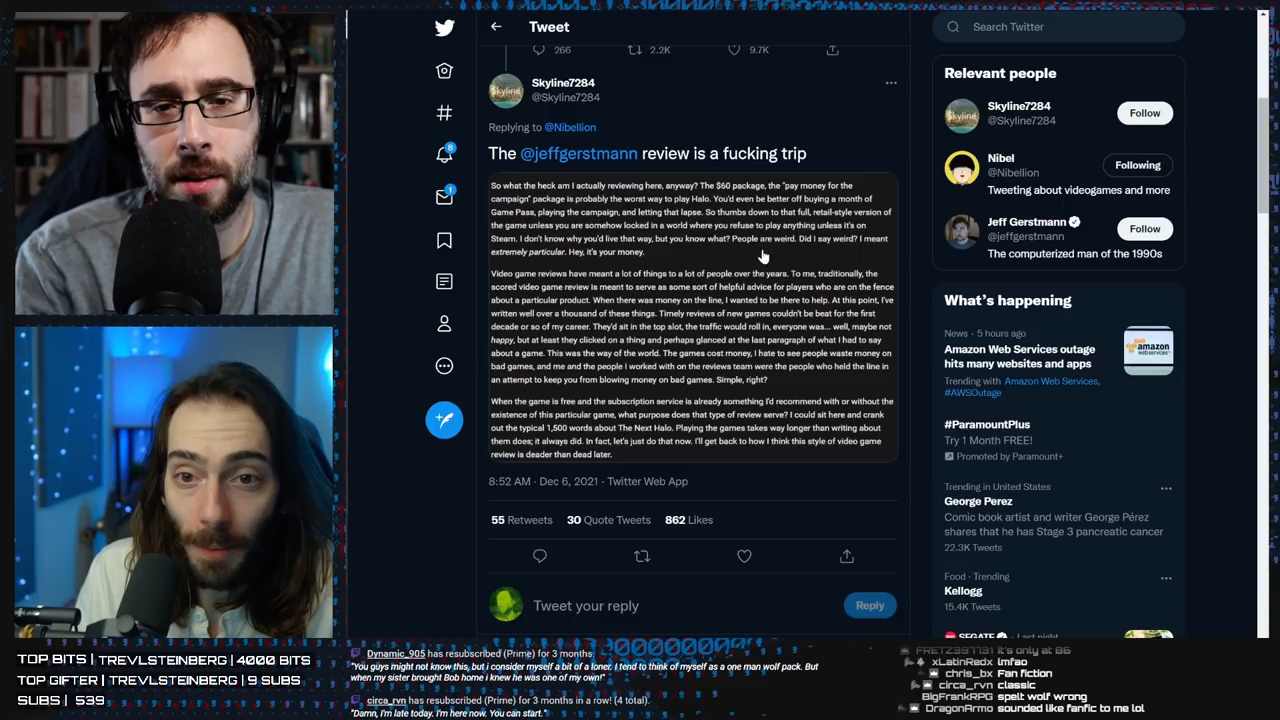 Tweet
266
2.2K
9.7K
Skyline7284
@Skyline7284
Replying to @Nibellion
The @jeffgerstmann review is a fucking trip
So what the heck am I actually reviewing here, anyway? The $60 package, the "pay money for the
campaign" package is probably the worst way to play Halo. You'd even be better off buying a month of
Game Pass, playing the campaign, and letting that lapse. So thumbs down to that full, retail-style version of
the game unless you are somehow locked in a world where you refuse to play anything unless it's on
Steam. I don't know why you'd live that way, but you know what? People are weird. Did I say weird? I meant
extremely particular. Hey, it's your money.
Video game reviews have meant a lot of things to a lot of people over the years. To me, traditionally, the
scored video game review is meant to serve as some sort of helpful advice for players who are on the fence
about a particular product. When there was money on the line, I wanted to be there to help. At this point, I've
written well over a thousand of these things. Timely reviews of new games couldn't be beat for the first
decade or so of my career. They'd sit in the top slot, the traffic would roll in, everyone was... well, maybe not
happy, but at least they clicked on a thing and perhaps glanced at the last paragraph of what I had to say
about a game. This was the way of the world. The games cost money, I hate to see people waste money on
bad games, and me and the people I worked with on the reviews team were the people who held the line in
an attempt to keep you from blowing money on bad games. Simple, right?
When the game is free and the subscription service is already something I'd recommend with or without the
existence of this particular game, what purpose does that type of review serve? I could sit here and crank
out the typical 1,500 words about The Next Halo. Playing the games takes way longer than writing about
them does; it always did. In fact, let's just do that now. I'll get back to how I think this style of video game
review is deader than dead later.
8:52 AM · Dec 6, 2021 · Twitter Web App
55 Retweets 30 Quote Tweets 862 Likes
Tweet your reply
Reply
8
1
Search Twitter
Relevant people
Skyline7284
@Skyline7284
Follow
Nibel
@Nibellion
Following
Tweeting about videogames and more
Jeff Gerstmann
@jeffgerstmann
Follow
The computerized man of the 1990s
What's happening
News · 5 hours ago
Amazon Web Services outage
hits many websites and apps
Trending with Amazon Web Services,
#AWSOutage
#ParamountPlus
Try 1 Month FREE!
Promoted by Paramount+
Trending in United States
George Perez
Comic book artist and writer George Pérez
shares that he has Stage 3 pancreatic cancer
22.3K Tweets
Food · Trending
Kellogg
15.4K Tweets
Last night
TOP BITS | TREVLSTEINBERG | 4000 BITS
TOP GIFTER | TREVLSTEINBERG | 9 SUBS
SUBS | 539
Dynamic_905 has resubscribed (Prime) for 3 months.
"You guys might not know this, but i consider myself a bit of a loner. I tend to think of myself as a one man wolf pack. But
when my sister brought Bob home i knew he was one of my own!"
circa_rvn has resubscribed (Prime) for 3 months in a row! (4 total).
"Damn, I'm late today. I'm here now. You can start."
it's only at 86
xLatinRedx lmfao
chris_bx Fan fiction
circa_rvn classic
BigFrankRPG spelt wolf wrong
DragonArmo sounded like fanfic to me lol